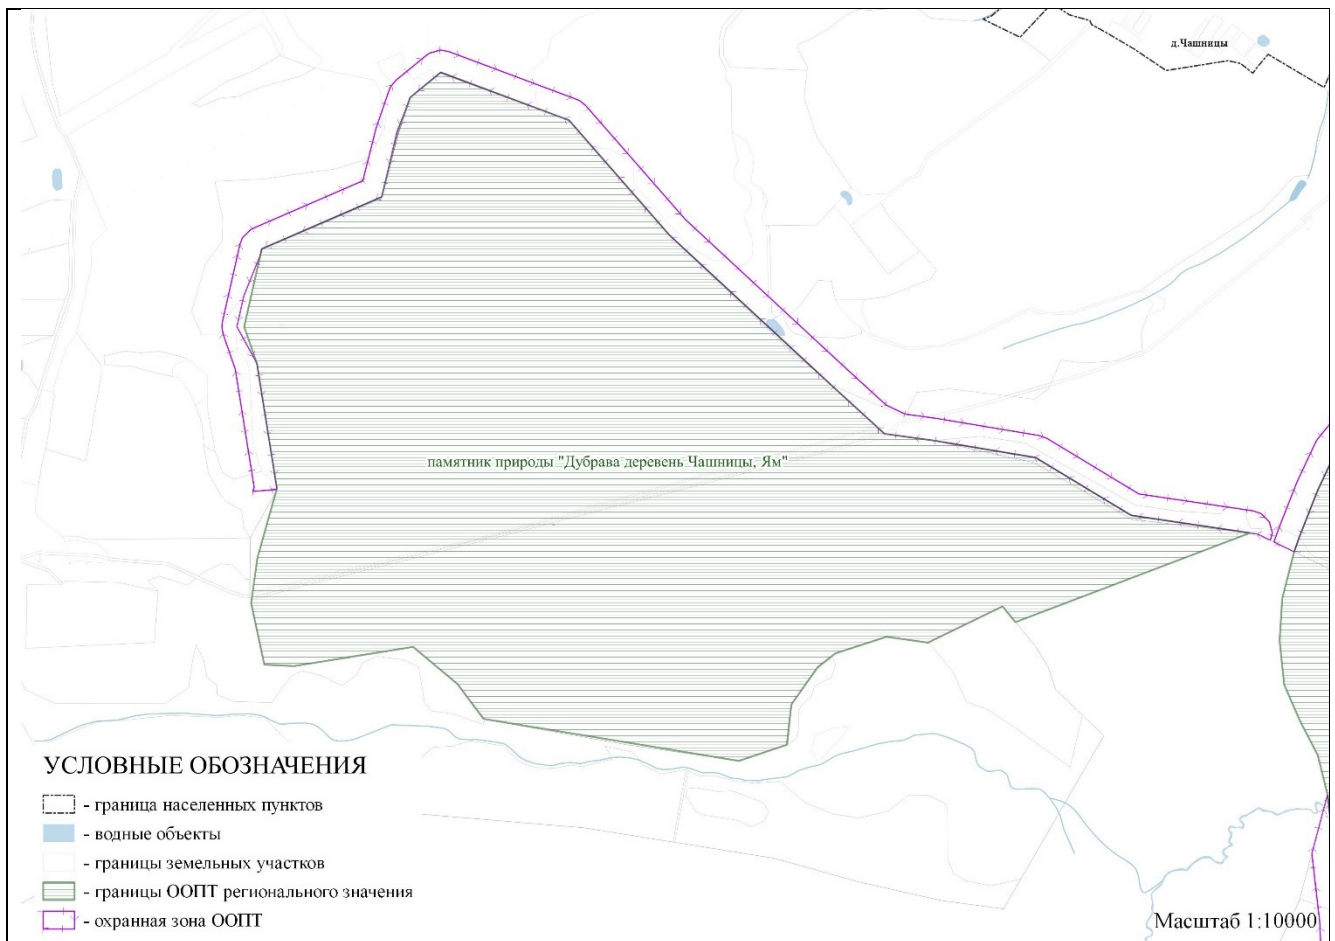 д.Чашницы
памятник природы "Дубрава деревень Чашницы, Ям"
УСЛОВНЫЕ ОБОЗНАЧЕНИЯ
- граница населенных пунктов
- водные объекты
- границы земельных участков
- границы ООПТ регионального значения
- охранная зона ООПТ
Масштаб 1:10000